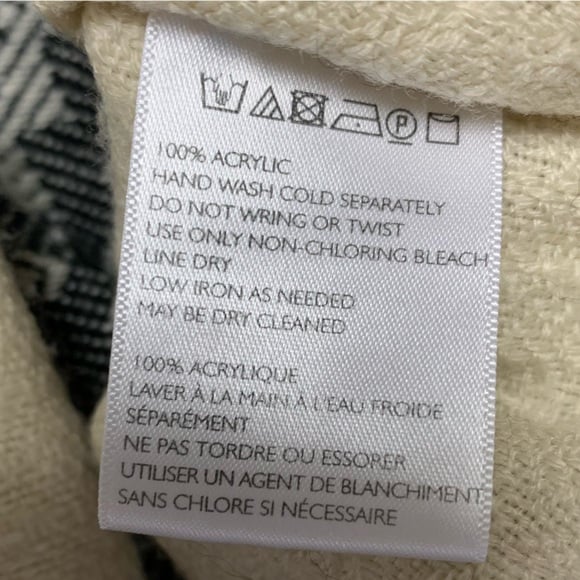 P
100% ACRYLIC
HAND WASH COLD SEPARATELY
DO NOT WRING OR TWIST
USE ONLY NON-CHLORING BLEACH
LINE DRY
LOW IRON AS NEEDED
MAY BE DRY CLEANED
100% ACRYLIQUE
LAVER À LA MAIN À L'EAU FROIDE
SÉPARÉMENT
NE PAS TORDRE OU ESSORER
UTILISER UN AGENT DE BLANCHIMENT
SANS CHLORE SI NÉCESSAIRE